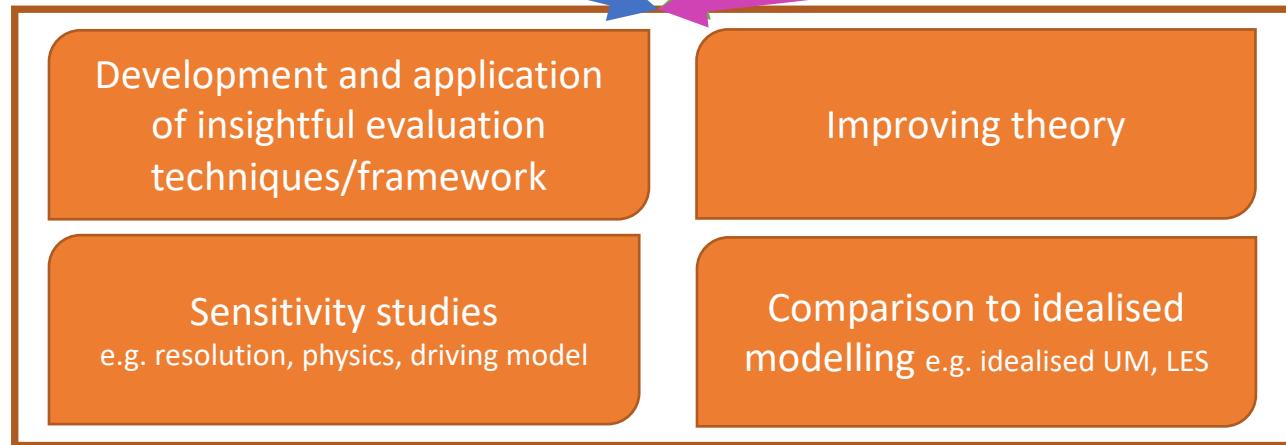 Development and application
of insightful evaluation
techniques/framework
Improving theory
Sensitivity studies
e.g. resolution, physics, driving model
Comparison to idealised
modelling e.g. idealised UM, LES